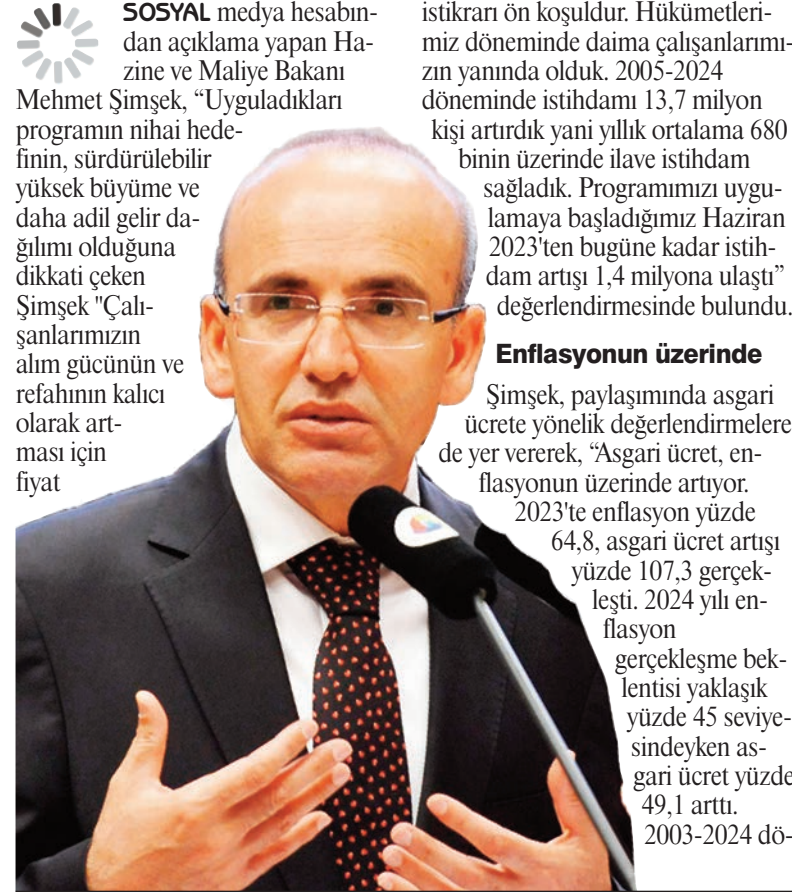 SOSYAL medya hesabın-
dan açıklama yapan Ha-
zine ve Maliye Bakanı
Mehmet Şimşek, “Uyguladıkları
programın nihai hede-
finin, sürdürülebilir
yüksek büyüme ve
daha adil gelir da-
ğılımı olduğuna
dikkati çeken
Şimşek "Çalı-
şanlarımızın
alım gücünün ve
refahının kalıcı
olarak art-
ması için
fiyat
istikrarı ön koşuldur. Hükümetleri-
miz döneminde daima çalışanlarımı-
zın yanında olduk. 2005-2024
döneminde istihdamı 13,7 milyon
kişi artırdık yani yıllık ortalama 680
binin üzerinde ilave istihdam
sağladık. Programımızı uygu-
lamaya başladığımız Haziran
2023'ten bugüne kadar istih-
dam artışı 1,4 milyona ulaştı”
değerlendirmesinde bulundu.
Enflasyonun üzerinde
Şimşek, paylaşımında asgari
ücrete yönelik değerlendirmelere
de yer vererek, “Asgari ücret, en-
flasyonun üzerinde artıyor.
2023'te enflasyon yüzde
64,8, asgari ücret artışı
yüzde 107,3 gerçek-
leşti. 2024 yılı en-
flasyon
gerçekleşme bek-
lentisi yaklaşık
yüzde 45 seviye-
sindeyken as-
gari ücret yüzde
49,1 arttı.
2003-2024 dö-